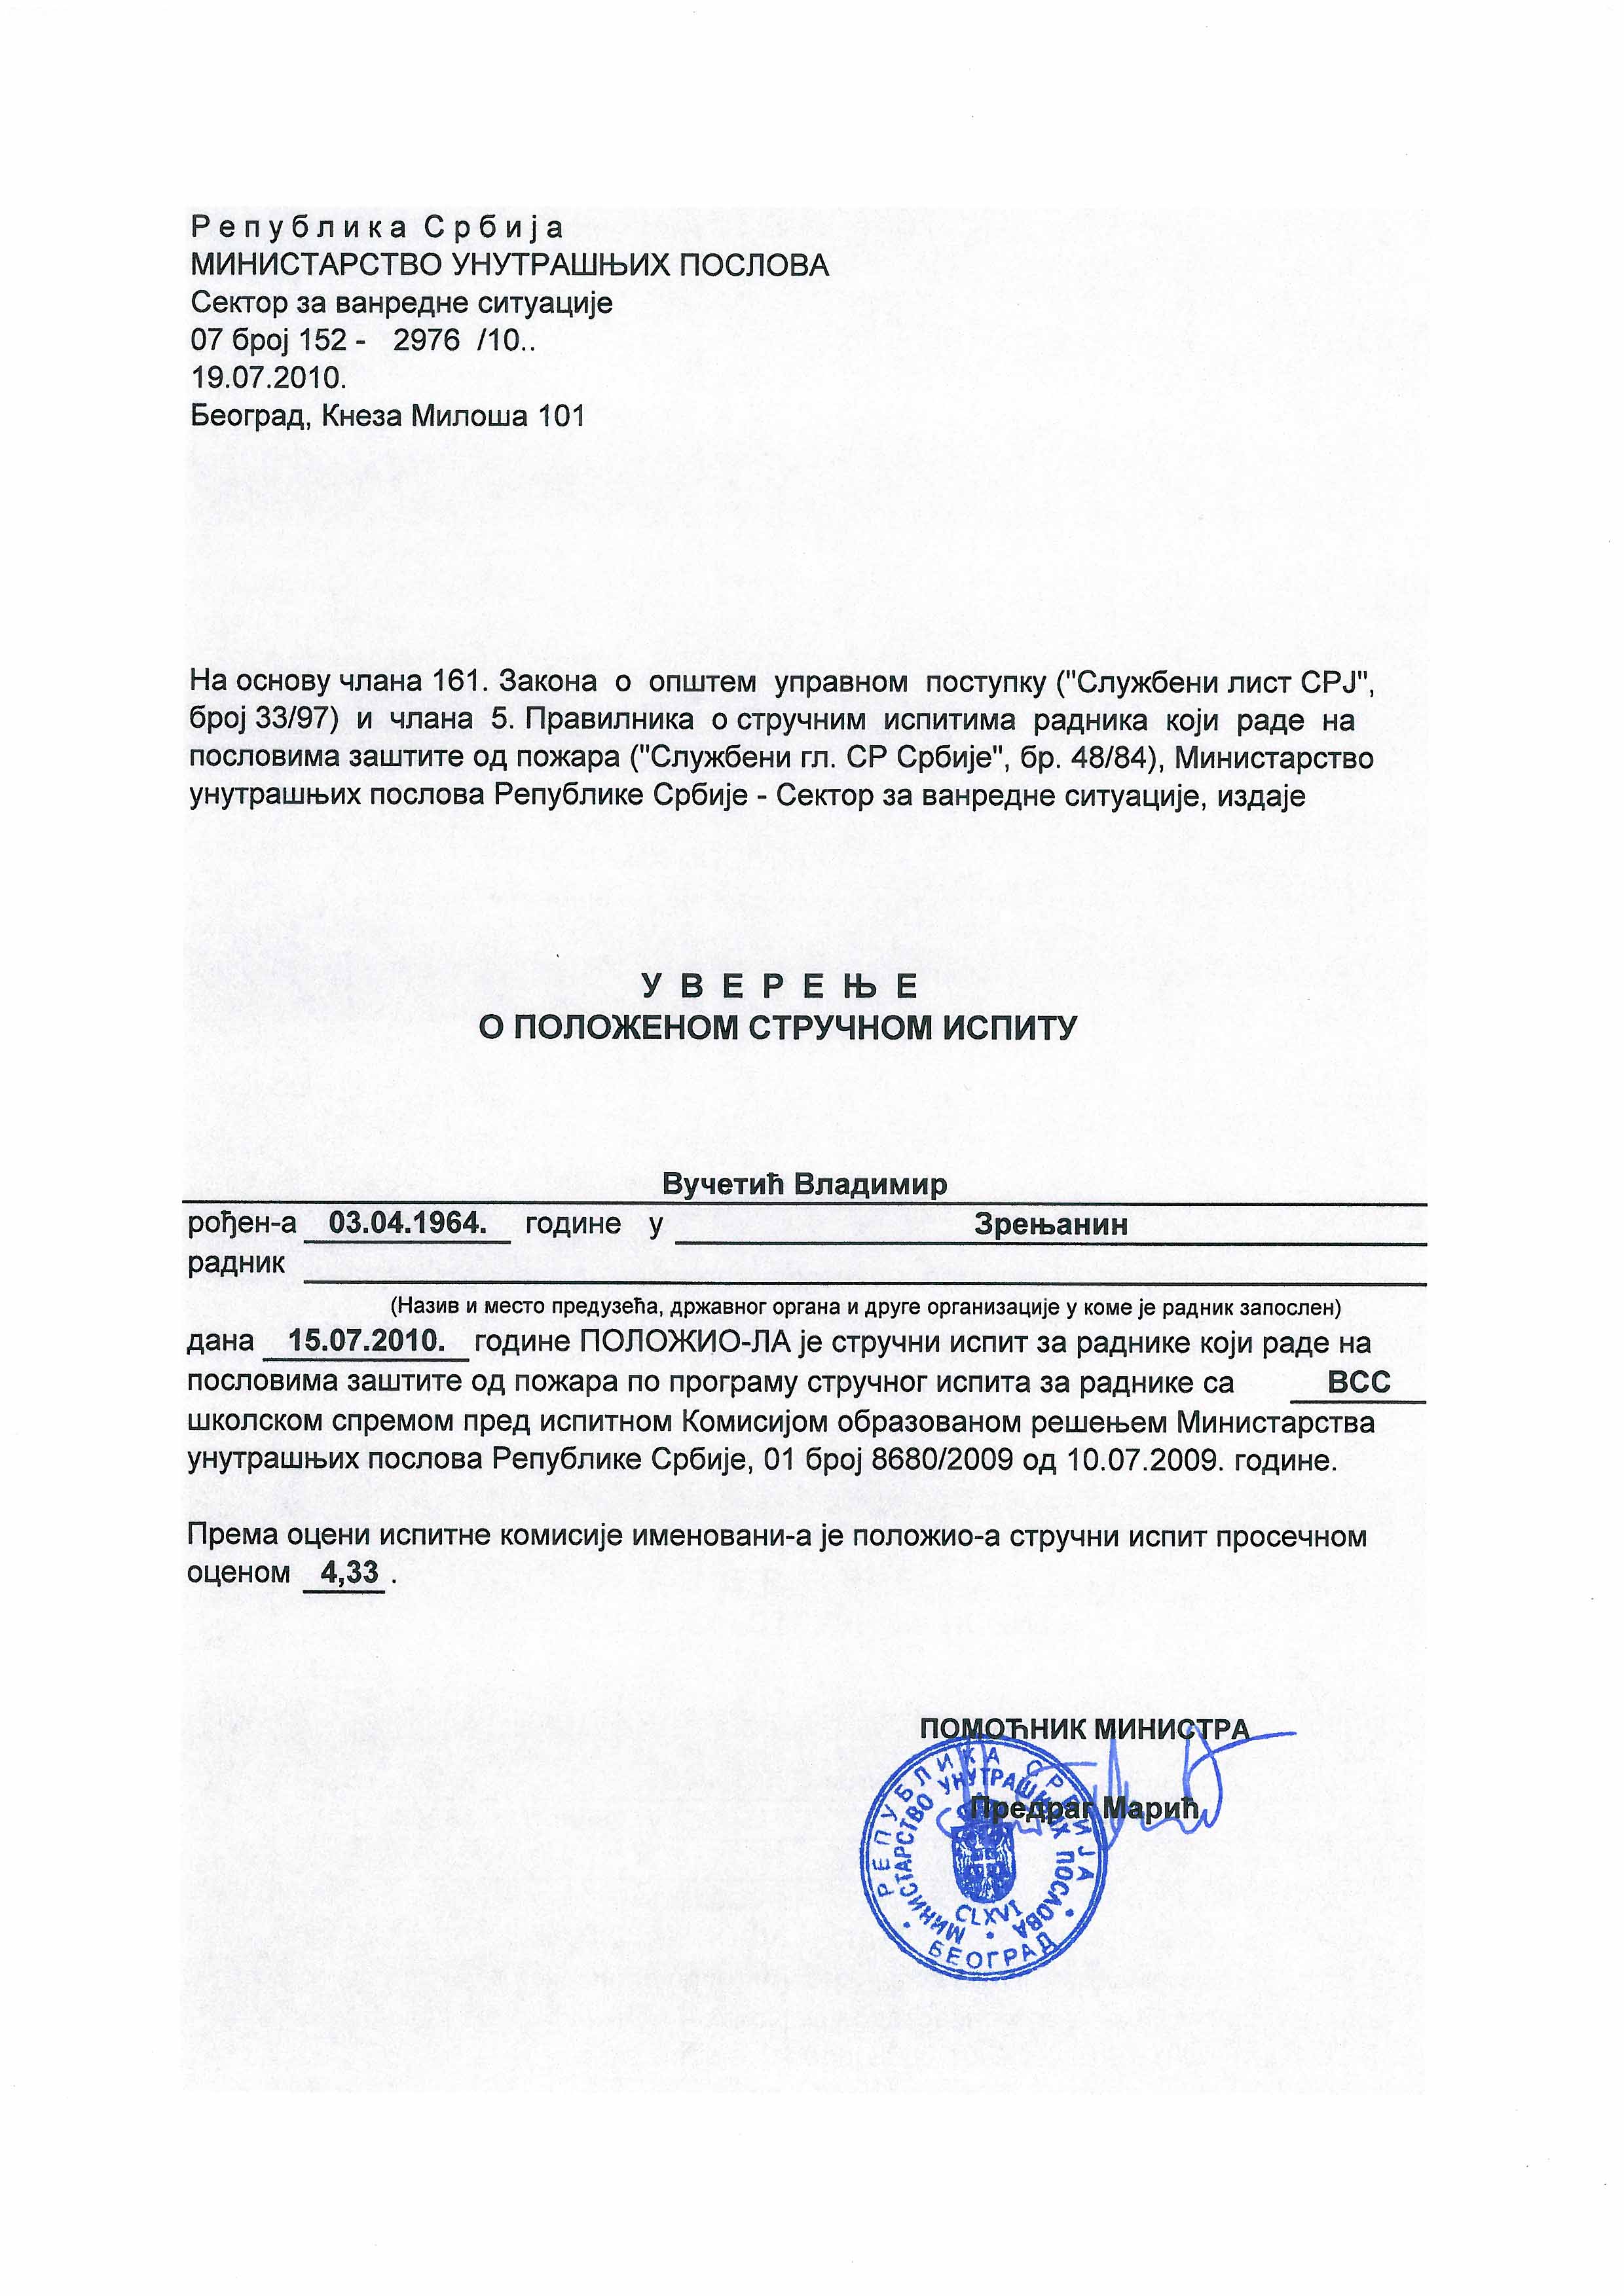 Република Србија
МИНИСТАРСТВО УНУТРАШЊИХ ПОСЛОВА
Сектор за ванредне ситуације
07 број 152 - 2976 /10..
19.07.2010.
Београд, Кнеза Милоша 101
На основу члана 161. Закона о општем управном поступку ("Службени лист СРЈ",
број 33/97) и члана 5. Правилника о стручним испитима радника који раде на
пословима заштите од пожара ("Службени гл. СР Србије", бр. 48/84), Министарство
унутрашњих послова Републике Србије - Сектор за ванредне ситуације, издаје
У В Е Р Е Њ Е
О ПОЛОЖЕНОМ СТРУЧНОМ ИСПИТУ
Вучетић Владимир
рођен-а 03.04.1964. године у Зрењанин
радник
(Назив и место предузећа, државног органа и друге организације у коме је радник запослен)
дана 15.07.2010. године ПОЛОЖИО-ЛА је стручни испит за раднике који раде на
пословима заштите од пожара по програму стручног испита за раднике са ВСС
школском спремом пред испитном Комисијом образованом решењем Министарства
унутрашњих послова Републике Србије, 01 број 8680/2009 од 10.07.2009. године.
Према оцени испитне комисије именовани-а је положио-а стручни испит просечном
оценом 4,33 .
ПОМОЋНИК МИНИСТРА
Предраг Марић
РЕПУБЛИКА СРБИЈА
МИНИСТАРСТВО УНУТРАШЊИХ ПОСЛОВА
CLXVI
БЕОГРАД